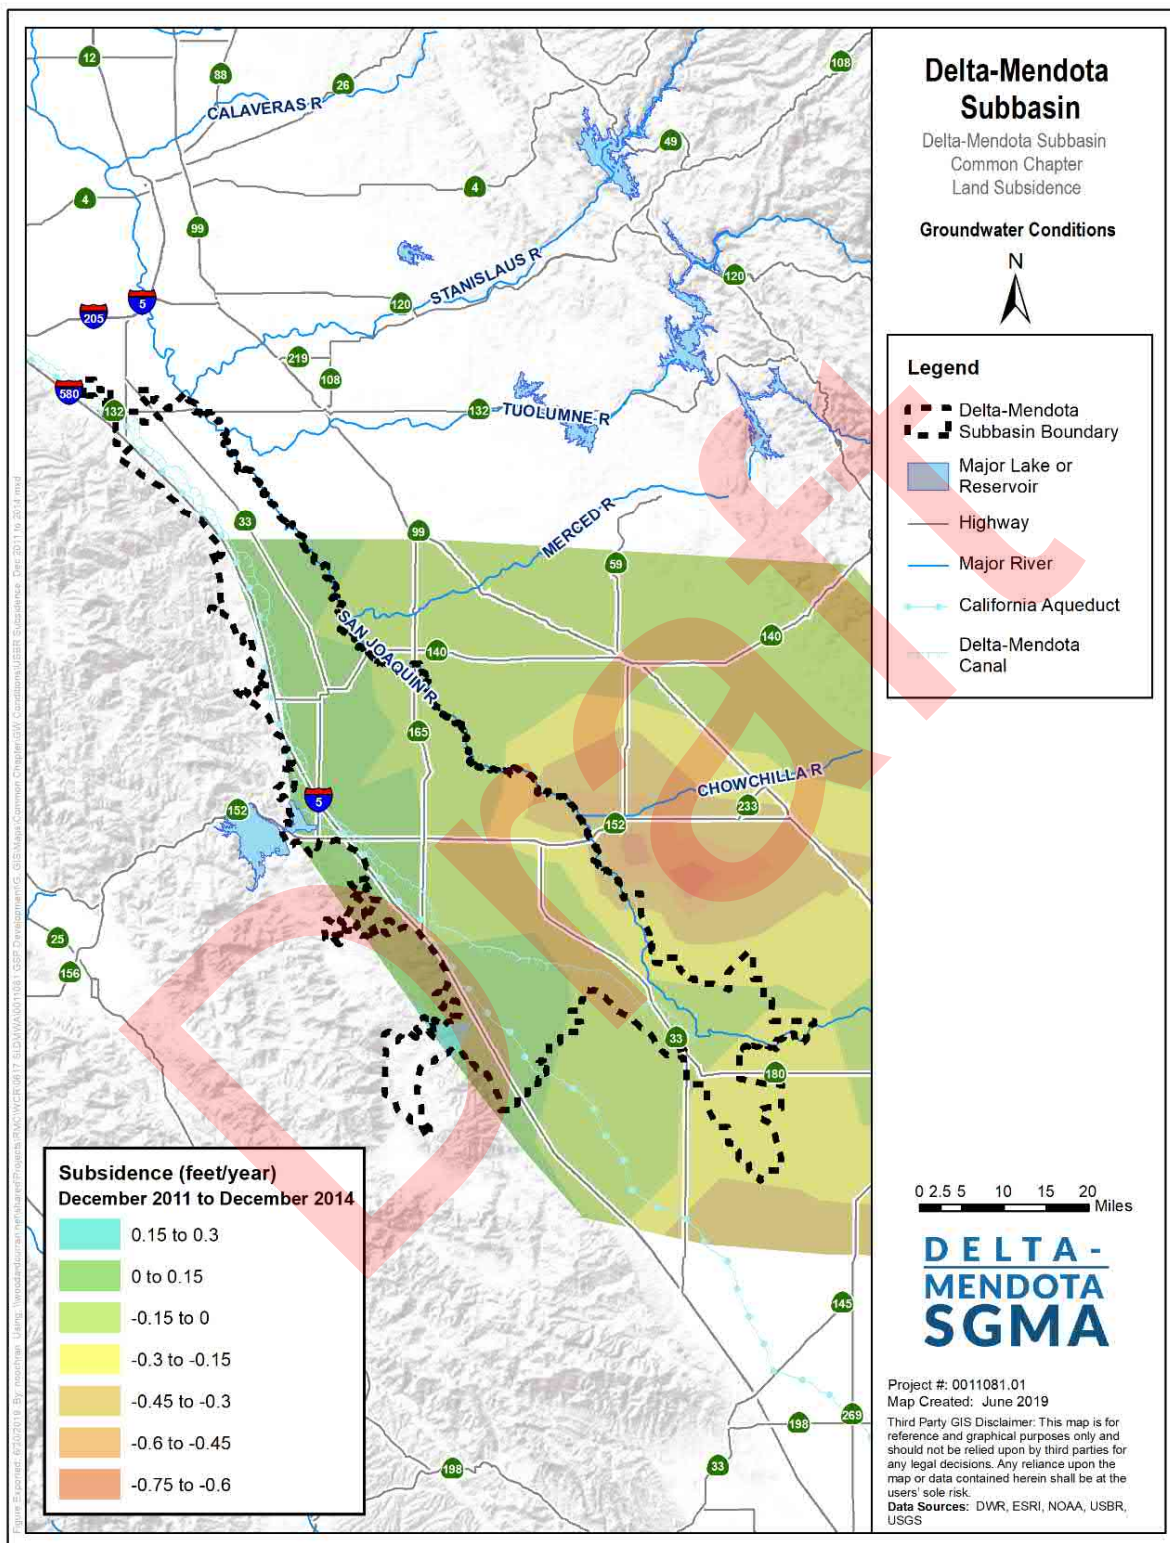 Delta-Mendota
Subbasin
Delta-Mendota Subbasin
Common Chapter
Land Subsidence
Groundwater Conditions
N
Legend
Delta-Mendota
Subbasin Boundary
Major Lake or
Reservoir
Highway
Major River
California Aqueduct
Delta-Mendota
Canal
0 2.5 5 10 15 20
Miles
DELTA-
MENDOTA
SGMA
Project #: 0011081.01
Map Created: June 2019
Third Party GIS Disclaimer: This map is for
reference and graphical purposes only and
should not be relied upon by third parties for
any legal decisions. Any reliance upon the
map or data contained herein shall be at the
users' sole risk.
Data Sources: DWR, ESRI, NOAA, USBR,
USGS
12
88
26
108
CALAVERAS R
49
4
4
99
STANISLAUS R
120
120
5
205
219
108
580
132
132
TUOLUMNE R
33
99
MERCED R
59
SAN JOAQUIN R
140
140
165
CHOWCHILLA R
233
5
152
152
25
156
33
180
145
269
198
198
33
Subsidence (feet/year)
December 2011 to December 2014
0.15 to 0.3
0 to 0.15
-0.15 to 0
-0.3 to -0.15
-0.45 to -0.3
-0.6 to -0.45
-0.75 to -0.6
Draft